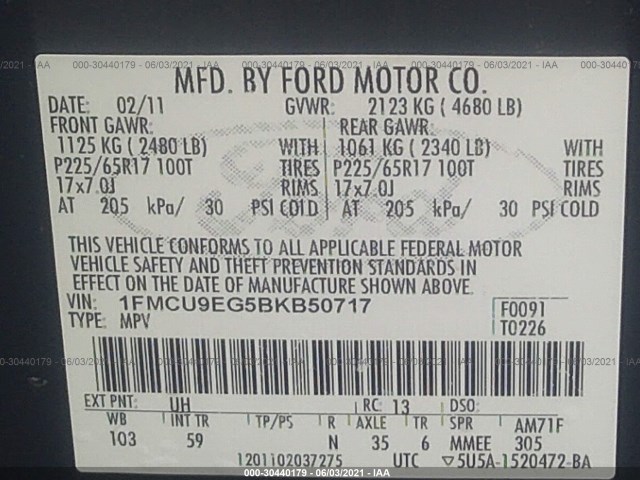 000-30440179 - 06/03/2021 - IAA
MFD. BY FORD MOTOR CO.
DATE: 02/11 GVWR: 2123 KG ( 4680 LB)
FRONT GAWR: REAR GAWR:
1125 KG ( 2480 LB) WITH 1061 KG ( 2340 LB) WITH
P225/65R17 100T TIRES P225/65R17 100T TIRES
17x7.0J RIMS 17x7.0J RIMS
AT 205 kPa/ 30 PSI COLD AT 205 kPa/ 30 PSI COLD
THIS VEHICLE CONFORMS TO ALL APPLICABLE FEDERAL MOTOR
VEHICLE SAFETY AND THEFT PREVENTION STANDARDS IN
EFFECT ON THE DATE OF MANUFACTURE SHOWN ABOVE.
VIN: 1FMCU9EG5BKB50717 F0091
TYPE: MPV T0226
EXT PNT: UH RC: 13 DSO:
WB INT TR TP/PS R AXLE TR SPR AM71F
103 59 N 35 6 MMEE 305
1201102037275 UTC ▽5U5A-1520472-BA
000-30440179 - 06/03/2021 - IAA